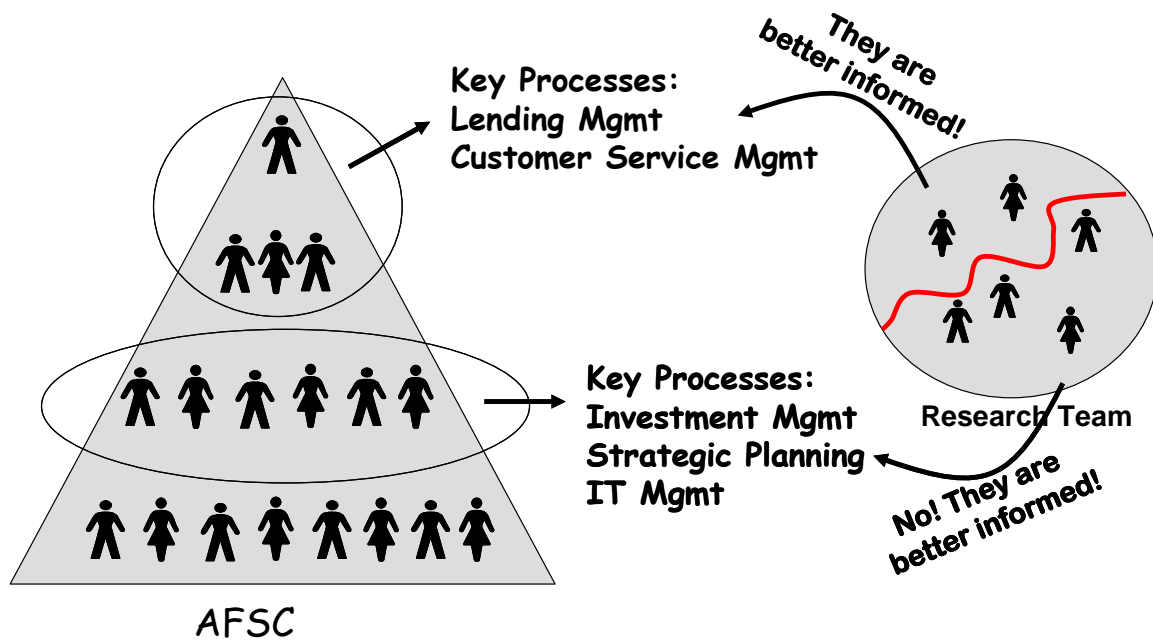 Key Processes:
Lending Mgmt
Customer Service Mgmt
They are
better informed!
Key Processes:
Investment Mgmt
Strategic Planning
IT Mgmt
Research Team
No! They are
better informed!
AFSC